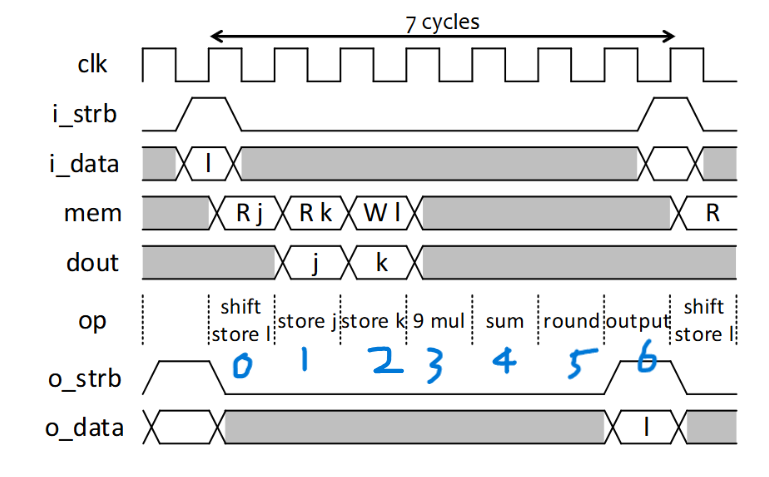 7 cycles
clk
i_strb
i_data l
mem R j R k W l R
dout j k
op shift store l store j store k 9 mul sum round output shift store l
0 1 2 3 4 5 6
o_strb
o_data l